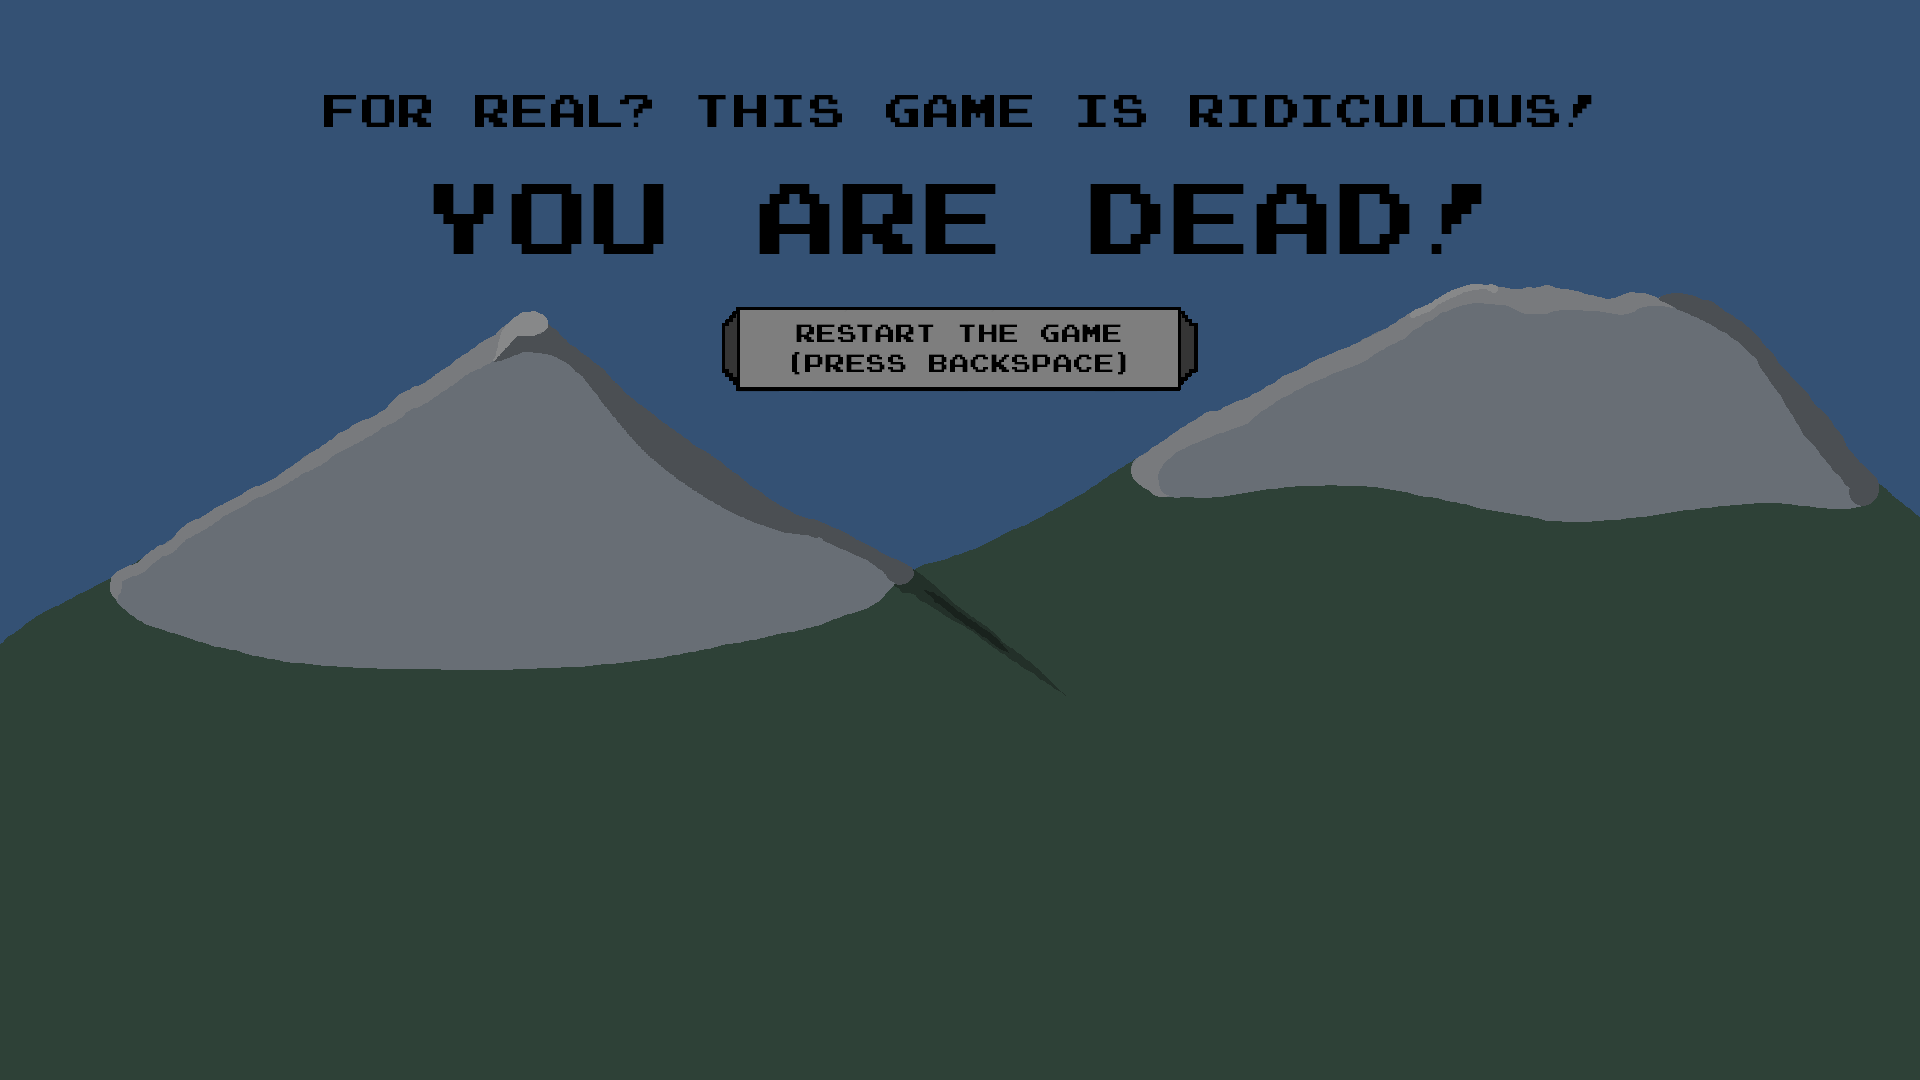 FOR REAL? THIS GAME IS RIDICULOUS!
YOU ARE DEAD!
RESTART THE GAME
(PRESS BACKSPACE)